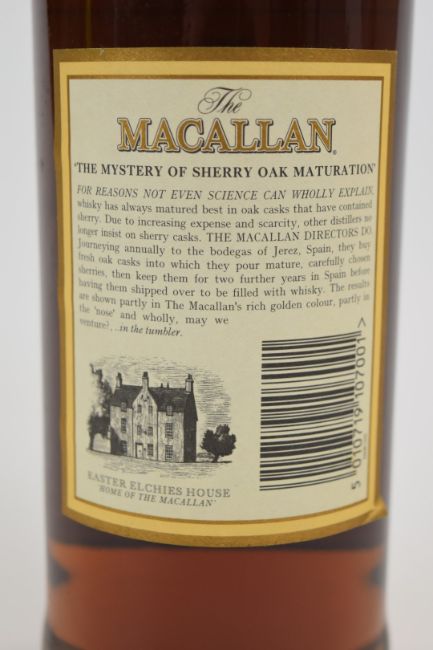 The
MACALLAN
'THE MYSTERY OF SHERRY OAK MATURATION'
FOR REASONS NOT EVEN SCIENCE CAN WHOLLY EXPLAIN,
whisky has always matured best in oak casks that have contained
sherry. Due to increasing expense and scarcity, other distillers no
longer insist on sherry casks. THE MACALLAN DIRECTORS DO.
Journeying annually to the bodegas of Jerez, Spain, they buy
fresh oak casks into which they pour mature, carefully chosen
sherries, then keep them for two further years in Spain before
having them shipped over to be filled with whisky. The results
are shown partly in The Macallan's rich golden colour, partly in
the 'nose' and wholly, may we
venture?...in the tumbler.
EASTER ELCHIES HOUSE
'HOME OF THE MACALLAN'
5 010719 107001 >